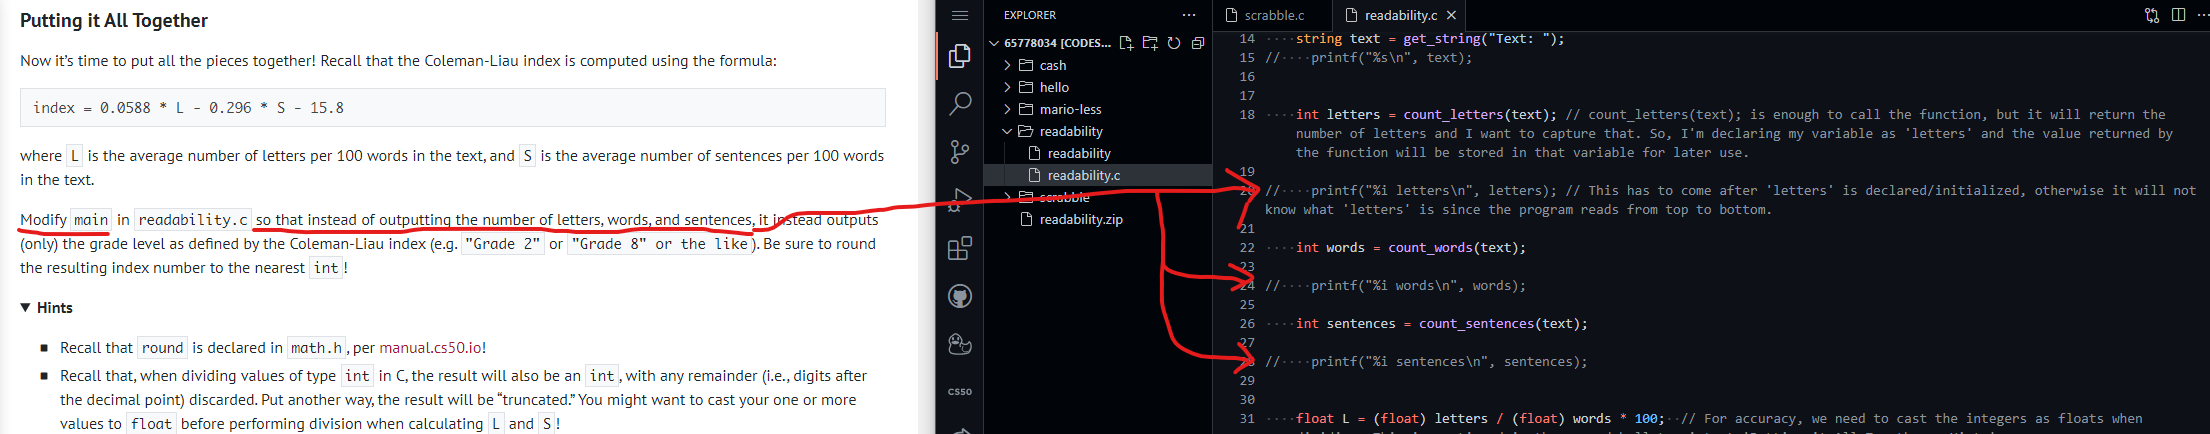 Putting it All Together
Now it’s time to put all the pieces together! Recall that the Coleman-Liau index is computed using the formula:
index = 0.0588 * L - 0.296 * S - 15.8
where L is the average number of letters per 100 words in the text, and S is the average number of sentences per 100 words
in the text.
Modify main in readability.c so that instead of outputting the number of letters, words, and sentences, it instead outputs
(only) the grade level as defined by the Coleman-Liau index (e.g. "Grade 2" or "Grade 8" or the like). Be sure to round
the resulting index number to the nearest int!
▼ Hints
■ Recall that round is declared in math.h, per manual.cs50.io!
■ Recall that, when dividing values of type int in C, the result will also be an int, with any remainder (i.e., digits after
the decimal point) discarded. Put another way, the result will be “truncated.” You might want to cast your one or more
values to float before performing division when calculating L and S!
CS50
EXPLORER
65778034 [CODES...
cash
hello
mario-less
readability
readability
readability.c
scrabble
readability.zip
scrabble.c
readability.c
14 ····string text = get_string("Text: ");
15 //····printf("%s\n", text);
16
17
18 ····int letters = count_letters(text); // count_letters(text); is enough to call the function, but it will return the
number of letters and I want to capture that. So, I'm declaring my variable as 'letters' and the value returned by
the function will be stored in that variable for later use.
19
20 //····printf("%i letters\n", letters); // This has to come after 'letters' is declared/initialized, otherwise it will not
know what 'letters' is since the program reads from top to bottom.
21
22 ····int words = count_words(text);
23
24 //····printf("%i words\n", words);
25
26 ····int sentences = count_sentences(text);
27
28 //····printf("%i sentences\n", sentences);
29
30
31 ····float L = (float) letters / (float) words * 100; // For accuracy, we need to cast the integers as floats when